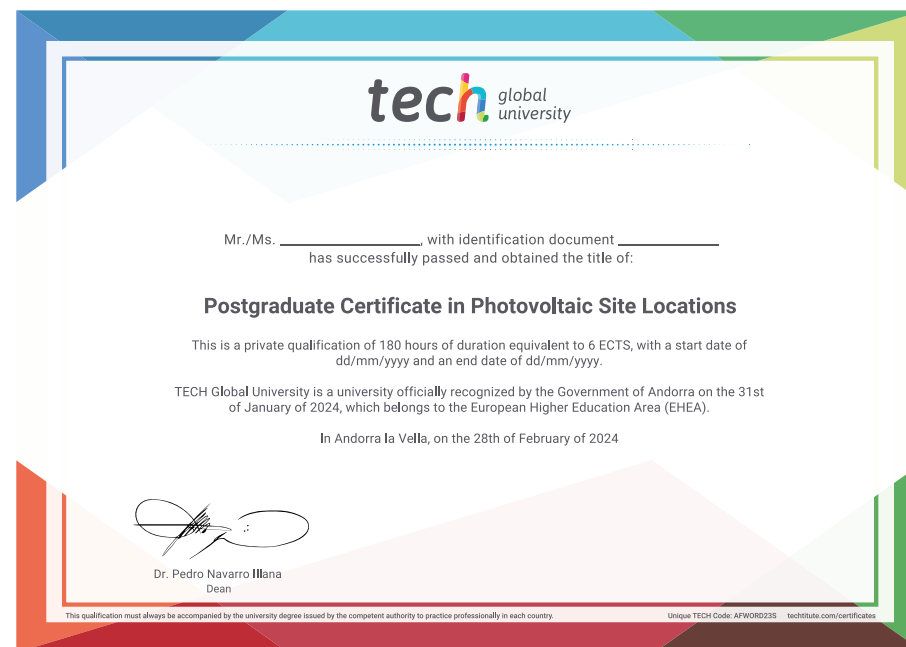 tech global
university
Mr./Ms. ____________________, with identification document ______________
has successfully passed and obtained the title of:
Postgraduate Certificate in Photovoltaic Site Locations
This is a private qualification of 180 hours of duration equivalent to 6 ECTS, with a start date of
dd/mm/yyyy and an end date of dd/mm/yyyy.
TECH Global University is a university officially recognized by the Government of Andorra on the 31st
of January of 2024, which belongs to the European Higher Education Area (EHEA).
In Andorra la Vella, on the 28th of February of 2024
Dr. Pedro Navarro Illana
Dean
This qualification must always be accompanied by the university degree issued by the competent authority to practice professionally in each country.
Unique TECH Code: AFWORD23S techtitute.com/certificates